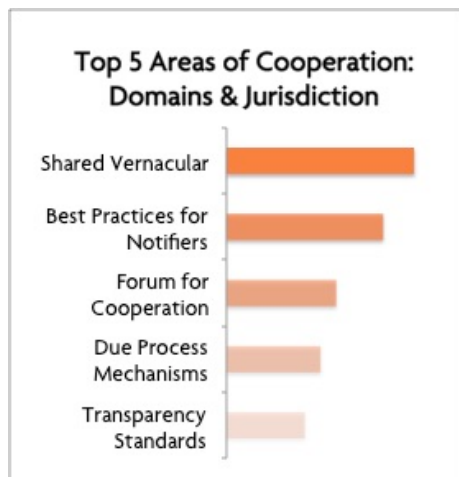 Top 5 Areas of Cooperation:
Domains & Jurisdiction
Shared Vernacular
Best Practices for
Notifiers
Forum for
Cooperation
Due Process
Mechanisms
Transparency
Standards